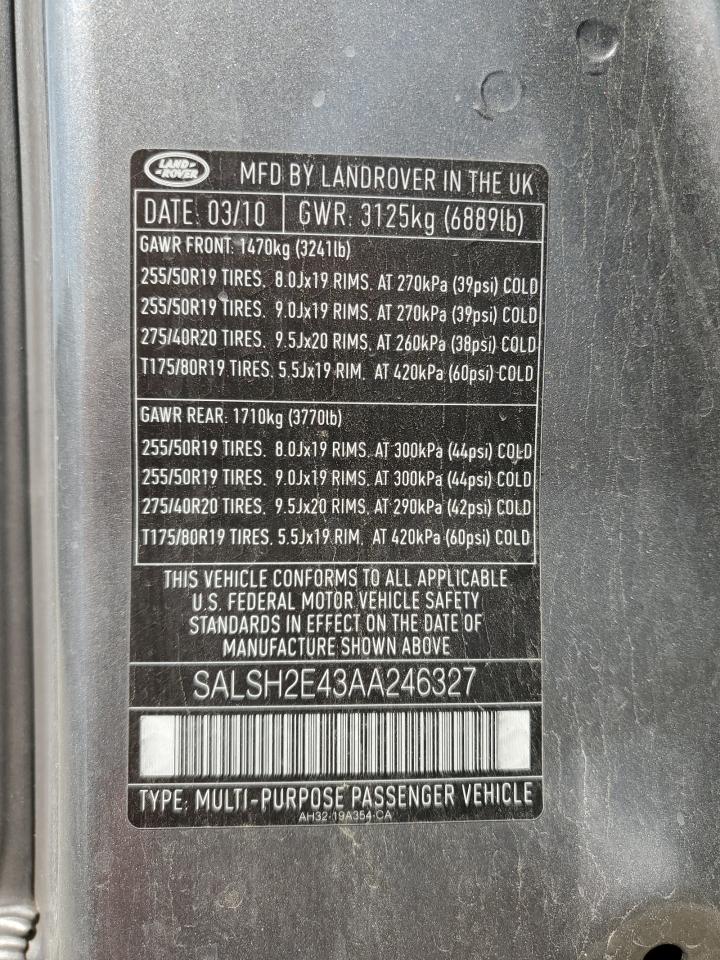 LAND-
-ROVER
MFD BY LANDROVER IN THE UK
DATE: 03/10 GWR: 3125kg (6889lb)
GAWR FRONT: 1470kg (3241lb)
255/50R19 TIRES, 8.0Jx19 RIMS, AT 270kPa (39psi) COLD
255/50R19 TIRES, 9.0Jx19 RIMS, AT 270kPa (39psi) COLD
275/40R20 TIRES, 9.5Jx20 RIMS, AT 260kPa (38psi) COLD
T175/80R19 TIRES, 5.5Jx19 RIM, AT 420kPa (60psi) COLD
GAWR REAR: 1710kg (3770lb)
255/50R19 TIRES, 8.0Jx19 RIMS, AT 300kPa (44psi) COLD
255/50R19 TIRES, 9.0Jx19 RIMS, AT 300kPa (44psi) COLD
275/40R20 TIRES, 9.5Jx20 RIMS, AT 290kPa (42psi) COLD
T175/80R19 TIRES, 5.5Jx19 RIM, AT 420kPa (60psi) COLD
THIS VEHICLE CONFORMS TO ALL APPLICABLE
U.S. FEDERAL MOTOR VEHICLE SAFETY
STANDARDS IN EFFECT ON THE DATE OF
MANUFACTURE SHOWN ABOVE
SALSH2E43AA246327
TYPE: MULTI-PURPOSE PASSENGER VEHICLE
AH32-19A354-CA